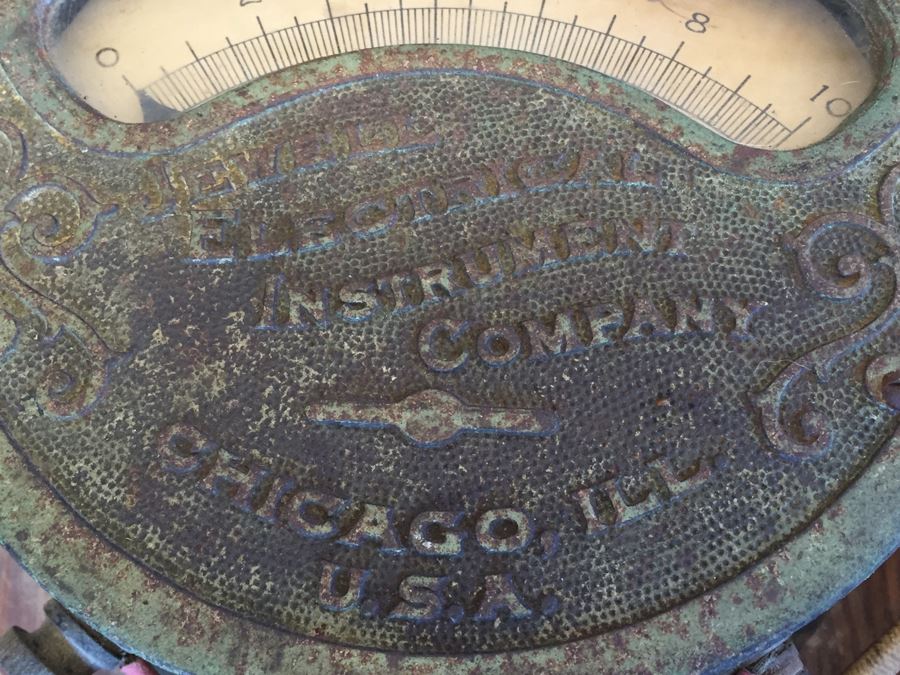 0 8 10
JEWELL
ELECTRICAL
INSTRUMENT
COMPANY
CHICAGO, ILL.
U.S.A.